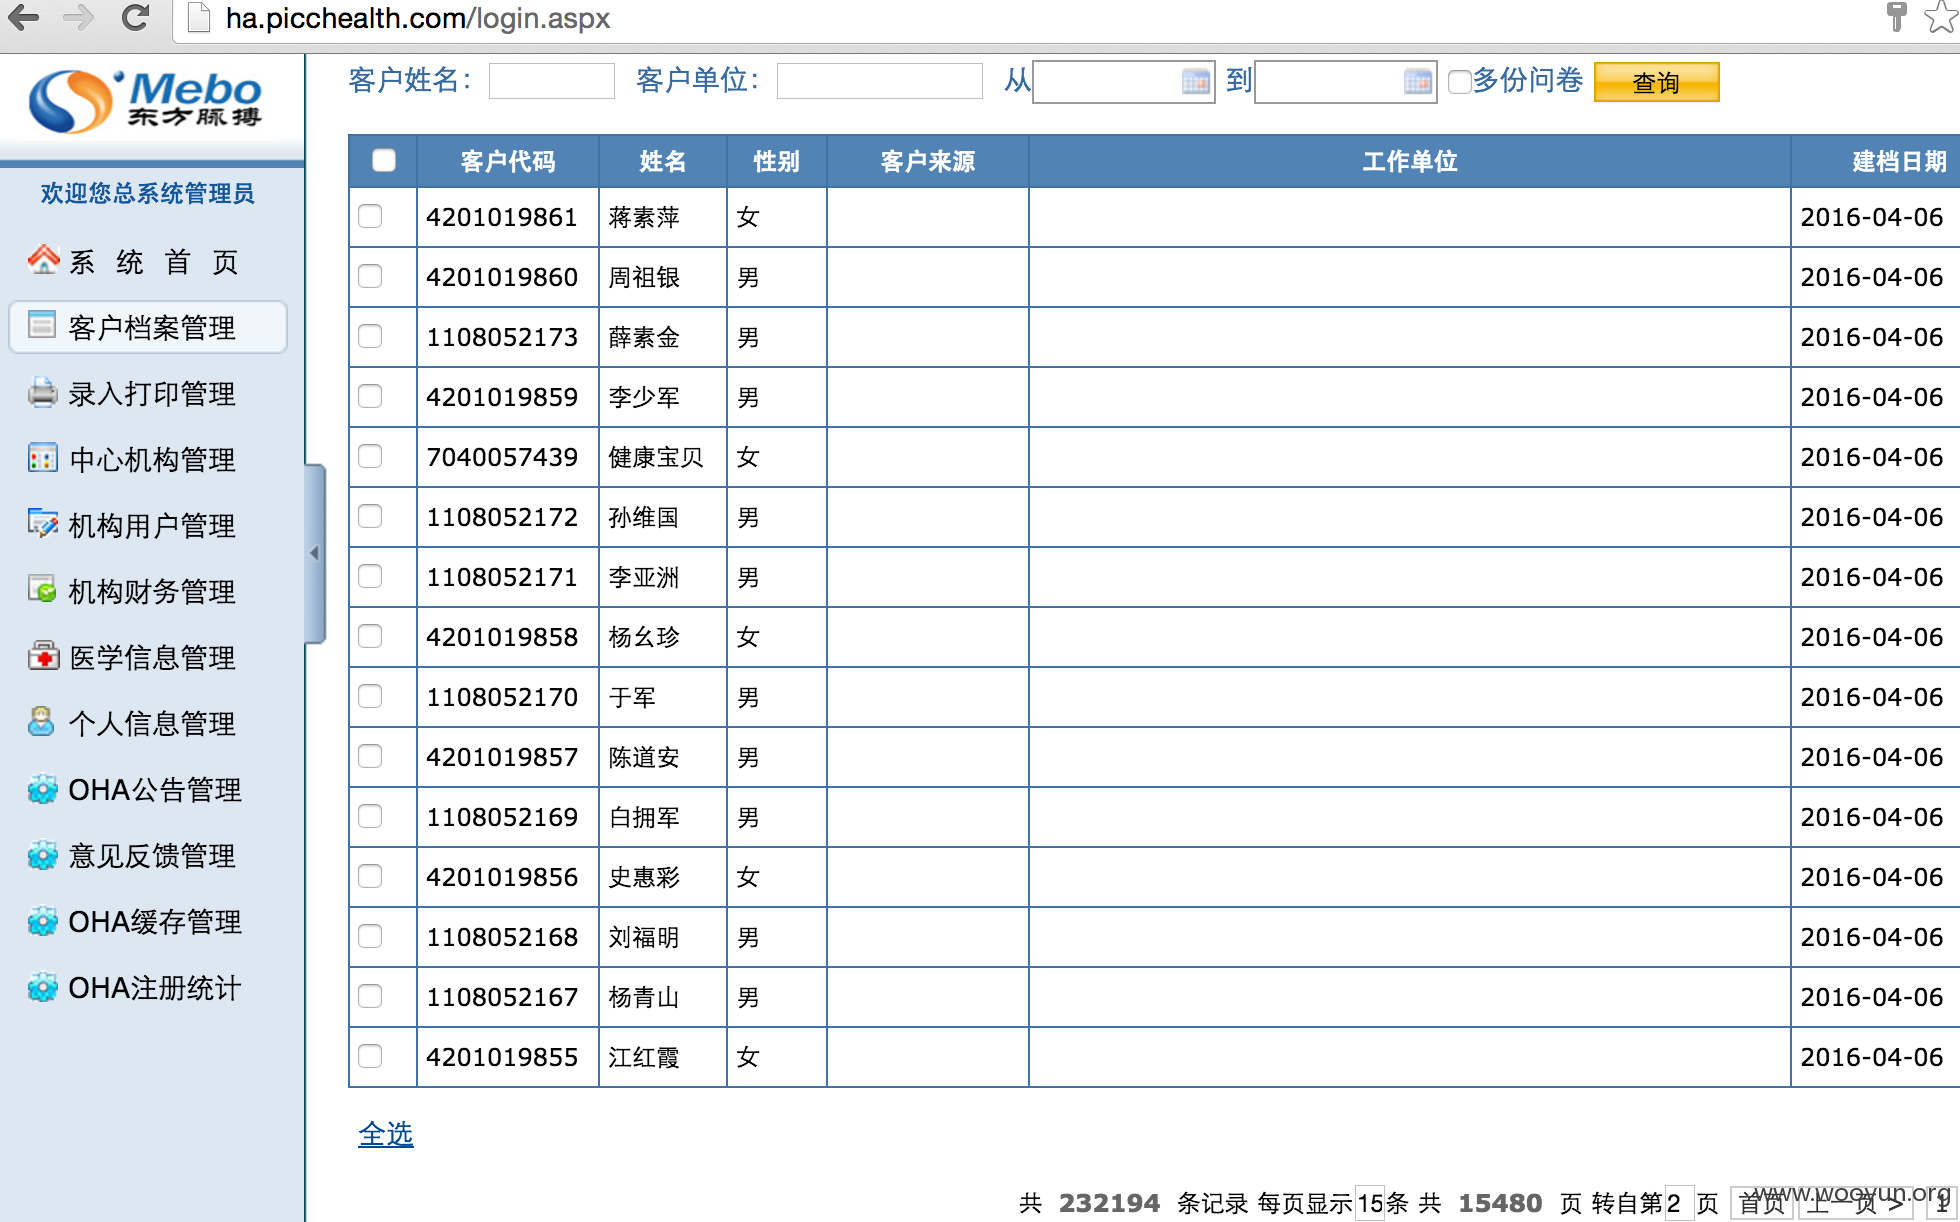 ha.picchealth.com/login.aspx
Mebo
东方脉搏
欢迎您总系统管理员
系 统 首 页
客户档案管理
录入打印管理
中心机构管理
机构用户管理
机构财务管理
医学信息管理
个人信息管理
OHA公告管理
意见反馈管理
OHA缓存管理
OHA注册统计
客户姓名： 客户单位： 从 到 多份问卷 查询
客户代码 姓名 性别 客户来源 工作单位 建档日期
4201019861 蒋素萍 女 2016-04-06
4201019860 周祖银 男 2016-04-06
1108052173 薛素金 男 2016-04-06
4201019859 李少军 男 2016-04-06
7040057439 健康宝贝 女 2016-04-06
1108052172 孙维国 男 2016-04-06
1108052171 李亚洲 男 2016-04-06
4201019858 杨幺珍 女 2016-04-06
1108052170 于军 男 2016-04-06
4201019857 陈道安 男 2016-04-06
1108052169 白拥军 男 2016-04-06
4201019856 史惠彩 女 2016-04-06
1108052168 刘福明 男 2016-04-06
1108052167 杨青山 男 2016-04-06
4201019855 江红霞 女 2016-04-06
全选
共 232194 条记录 每页显示15条 共 15480 页 转自第2 页 首页 上一页 > 1
www.wooyun.org